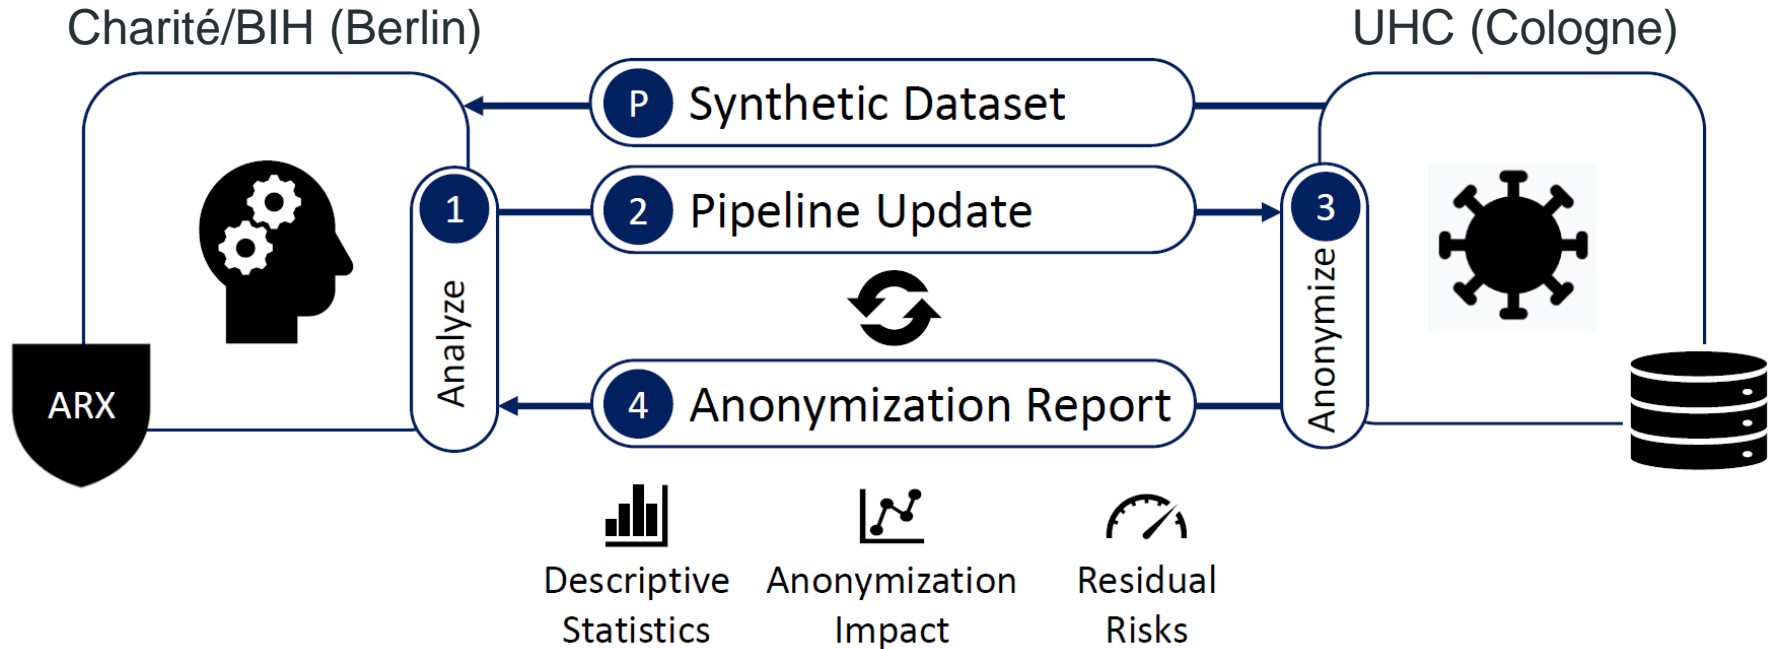 Charité/BIH (Berlin)
UHC (Cologne)
P Synthetic Dataset
1
2 Pipeline Update
3
Analyze
Anonymize
ARX
4 Anonymization Report
Descriptive
Statistics
Anonymization
Impact
Residual
Risks